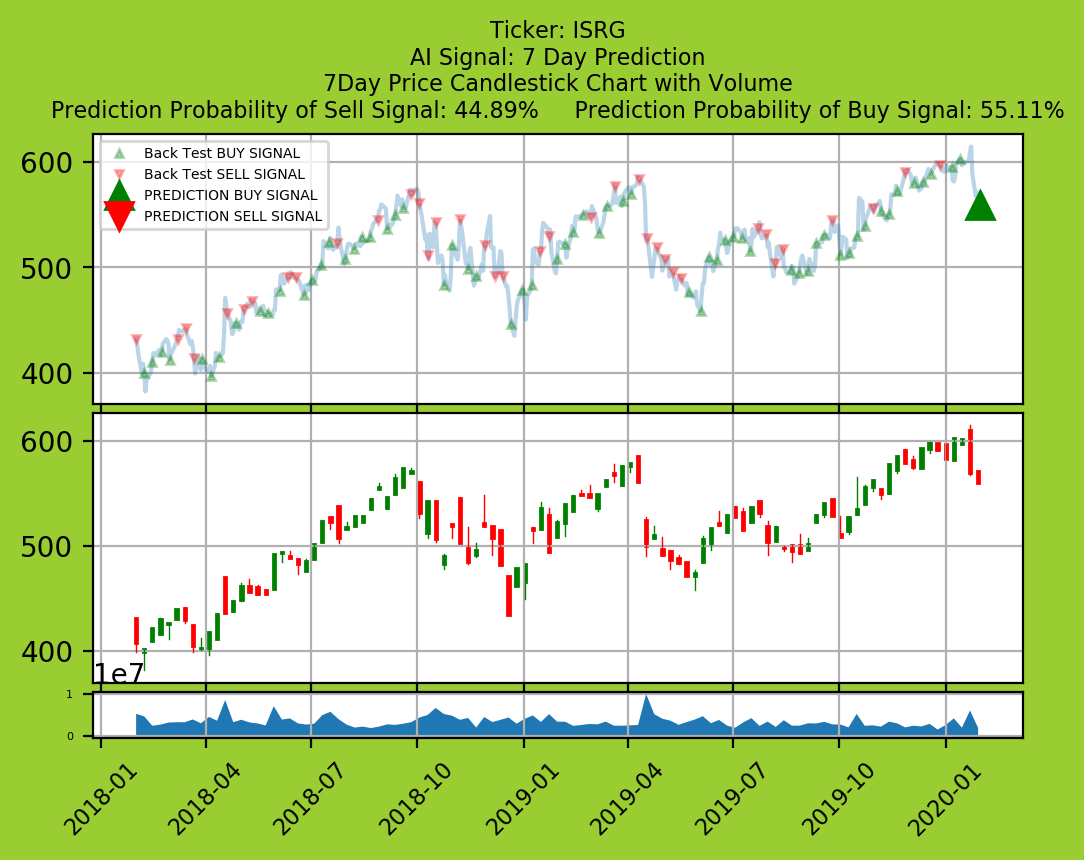 Ticker: ISRG
AI Signal: 7 Day Prediction
7Day Price Candlestick Chart with Volume
Prediction Probability of Sell Signal: 44.89%     Prediction Probability of Buy Signal: 55.11%
Back Test BUY SIGNAL
Back Test SELL SIGNAL
PREDICTION BUY SIGNAL
PREDICTION SELL SIGNAL
600
500
400
600
500
400
1e7
1
0
2018-01 2018-04 2018-07 2018-10 2019-01 2019-04 2019-07 2019-10 2020-01